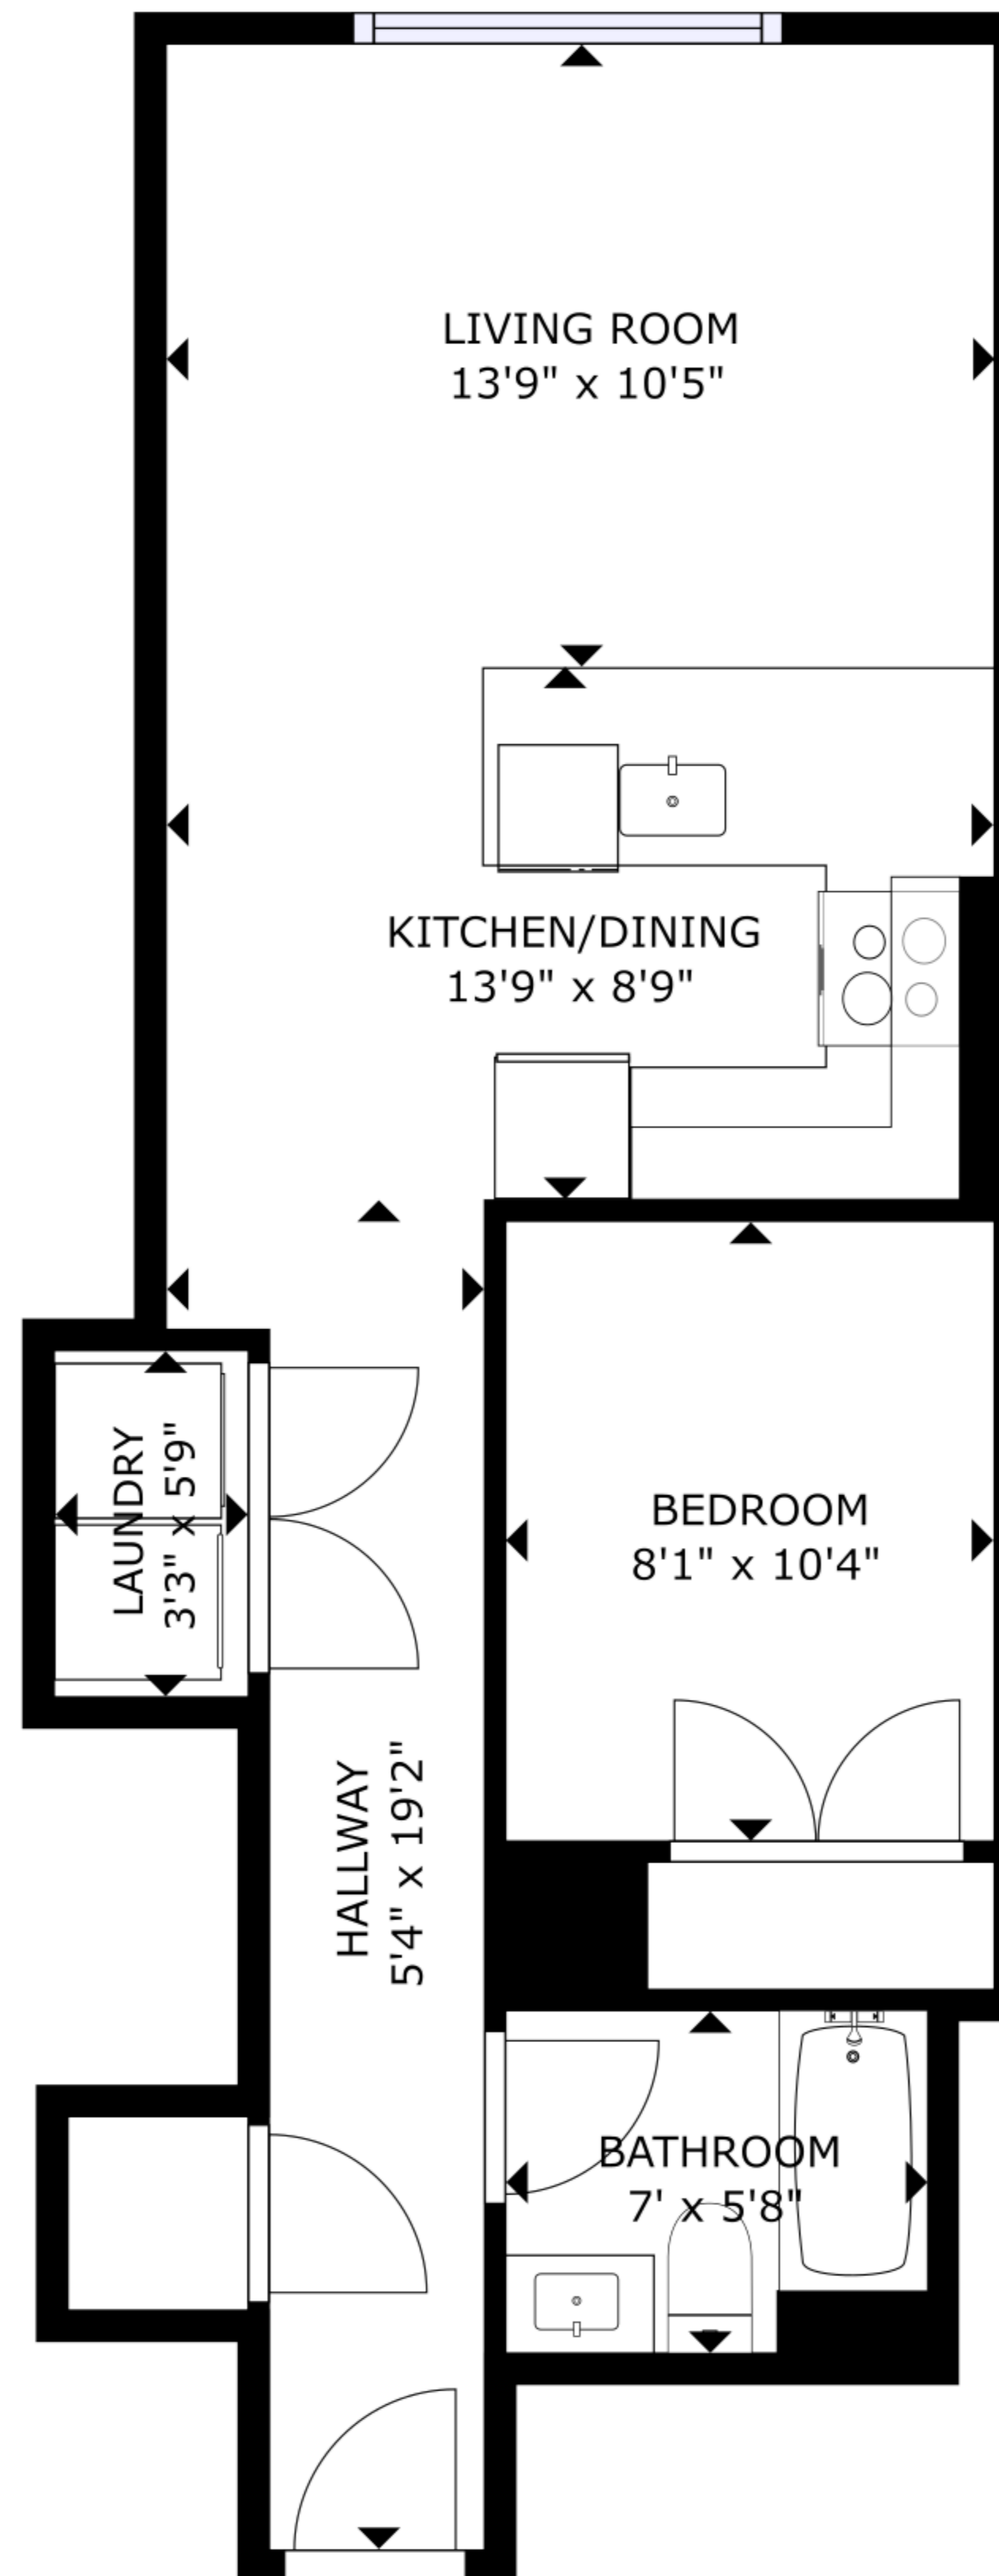 LIVING ROOM
13'9" x 10'5"
KITCHEN/DINING
13'9" x 8'9"
LAUNDRY
3'3" x 5'9"
BEDROOM
8'1" x 10'4"
HALLWAY
5'4" x 19'2"
BATHROOM
7' x 5'8"